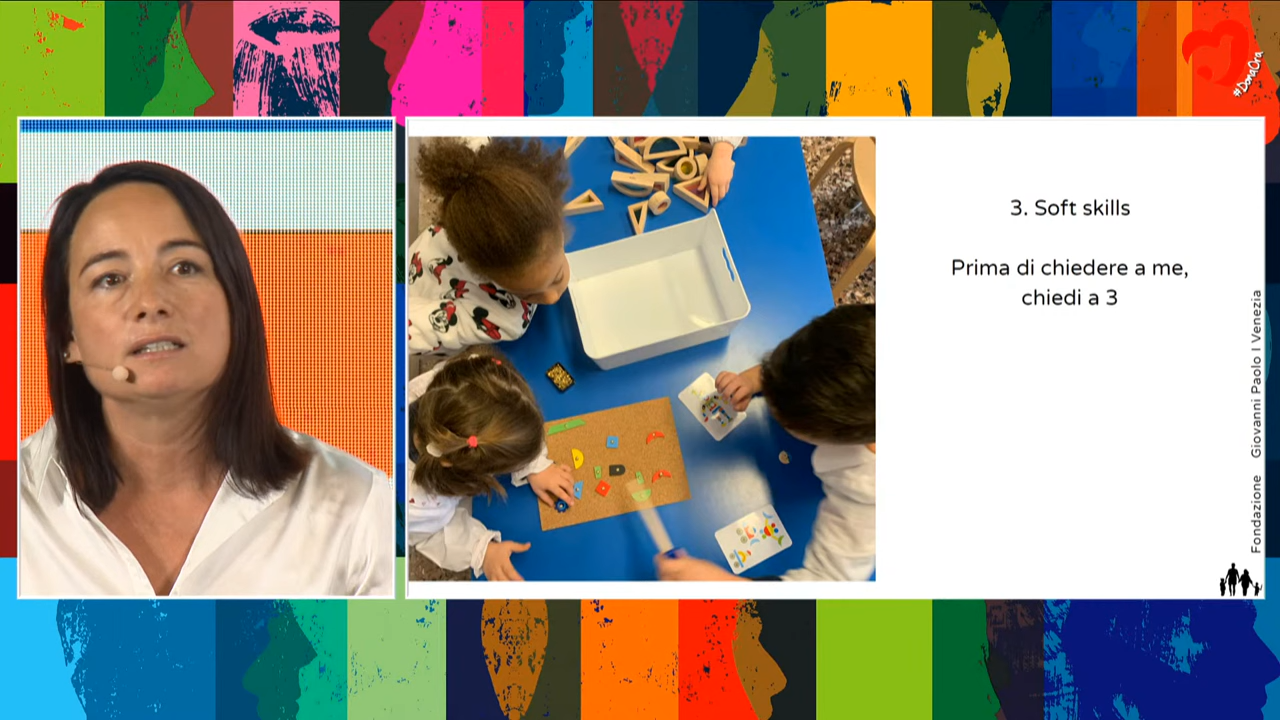 #DonaOra
3. Soft skills
Prima di chiedere a me,
chiedi a 3
Fondazione Giovanni Paolo I Venezia